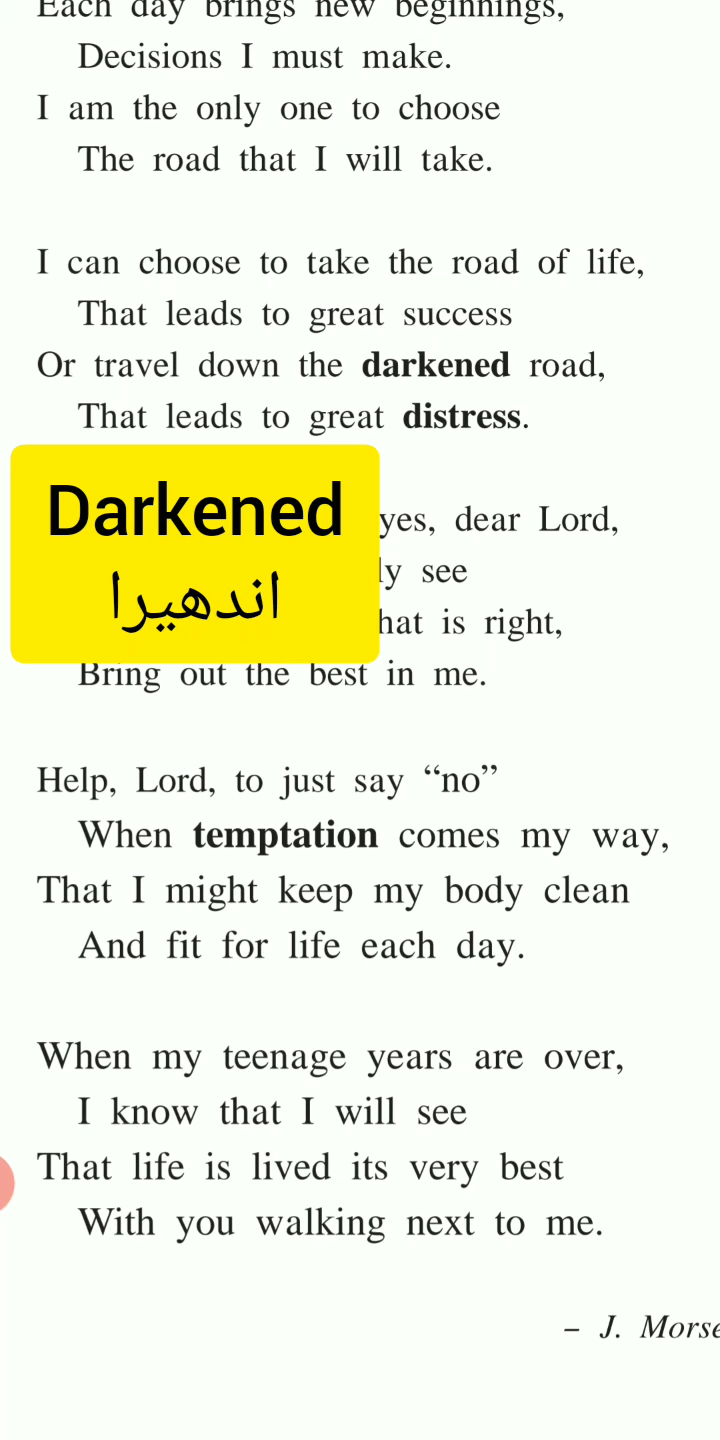 Each day brings new beginnings,
Decisions I must make.
I am the only one to choose
The road that I will take.
I can choose to take the road of life,
That leads to great success
Or travel down the darkened road,
That leads to great distress.
Darkened
اندھیرا
dear Lord,
see
is right,
Bring out the best in me.
Help, Lord, to just say “no”
When temptation comes my way,
That I might keep my body clean
And fit for life each day.
When my teenage years are over,
I know that I will see
That life is lived its very best
With you walking next to me.
– J. Morse